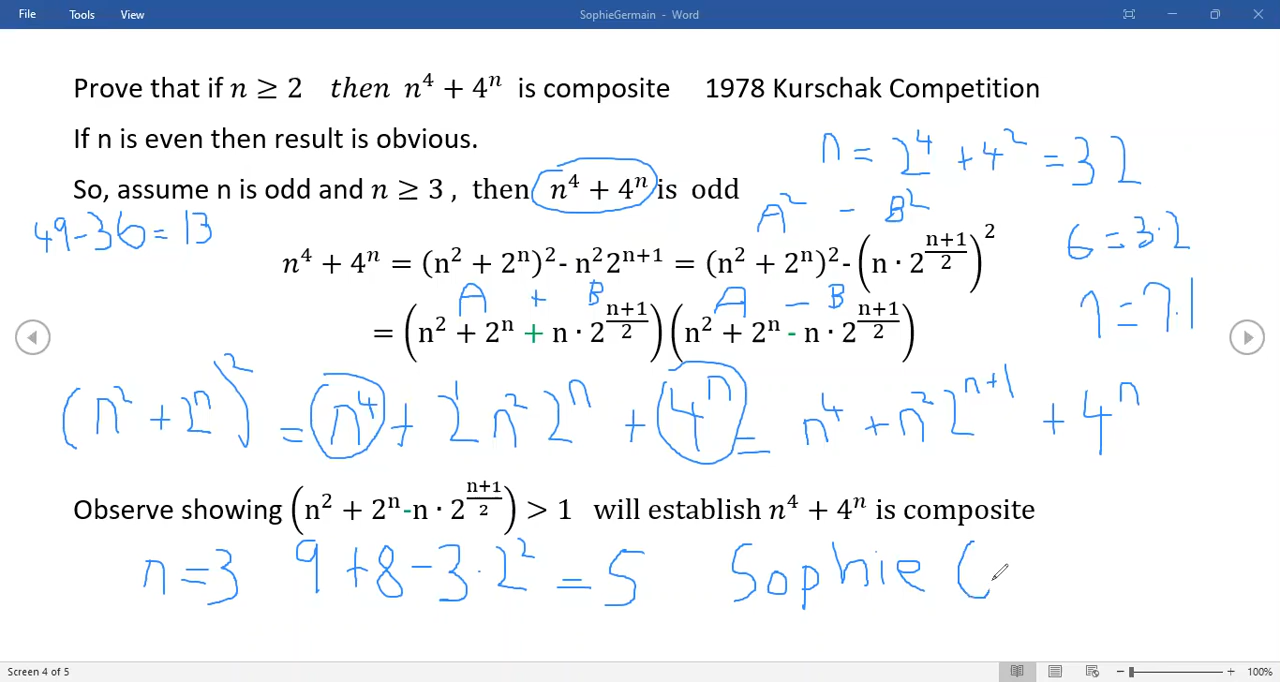 File Tools View SophieGermain - Word
Prove that if n ≥ 2 then n⁴ + 4ⁿ is composite 1978 Kurschak Competition
If n is even then result is obvious.
n = 2⁴ + 4² = 32
So, assume n is odd and n ≥ 3 , then n⁴ + 4ⁿ is odd
A² - B²
49-36 = 13
6 = 3·2
n⁴ + 4ⁿ = (n² + 2ⁿ)²- n²2ⁿ⁺¹ = (n² + 2ⁿ)²-(n · 2^((n+1)/2))²
A + B A - B
7 = 7·1
= (n² + 2ⁿ + n · 2^((n+1)/2))(n² + 2ⁿ - n · 2^((n+1)/2))
(n² + 2ⁿ)² = n⁴ + 2¹n²2ⁿ + 4ⁿ = n⁴ + n²2ⁿ⁺¹ + 4ⁿ
Observe showing (n² + 2ⁿ-n · 2^((n+1)/2)) > 1 will establish n⁴ + 4ⁿ is composite
n = 3 9 + 8 - 3·2² = 5 Sophie (
Screen 4 of 5 100%